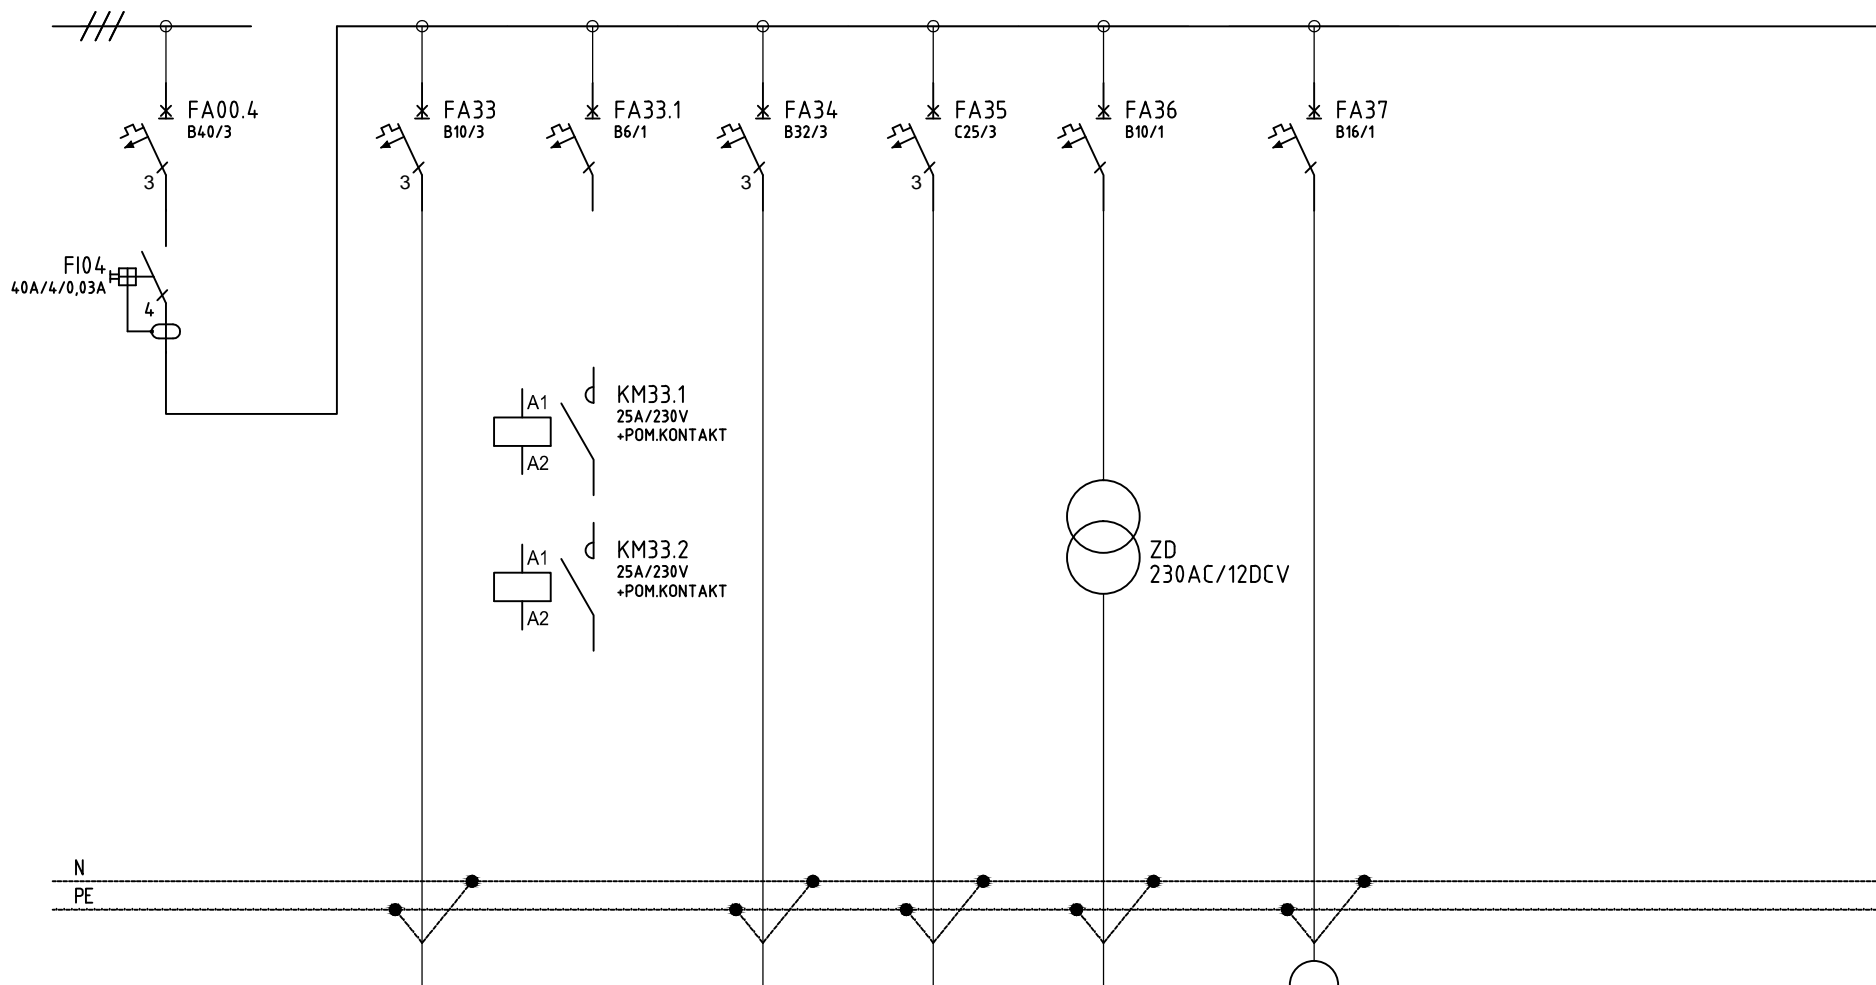 FA00.4
B40/3
3
FI04
40A/4/0,03A
4
FA33
B10/3
3
FA33.1
B6/1
FA34
B32/3
3
FA35
C25/3
3
FA36
B10/1
FA37
B16/1
A1
A2
KM33.1
25A/230V
+POM.KONTAKT
A1
A2
KM33.2
25A/230V
+POM.KONTAKT
ZD
230AC/12DCV
N
PE